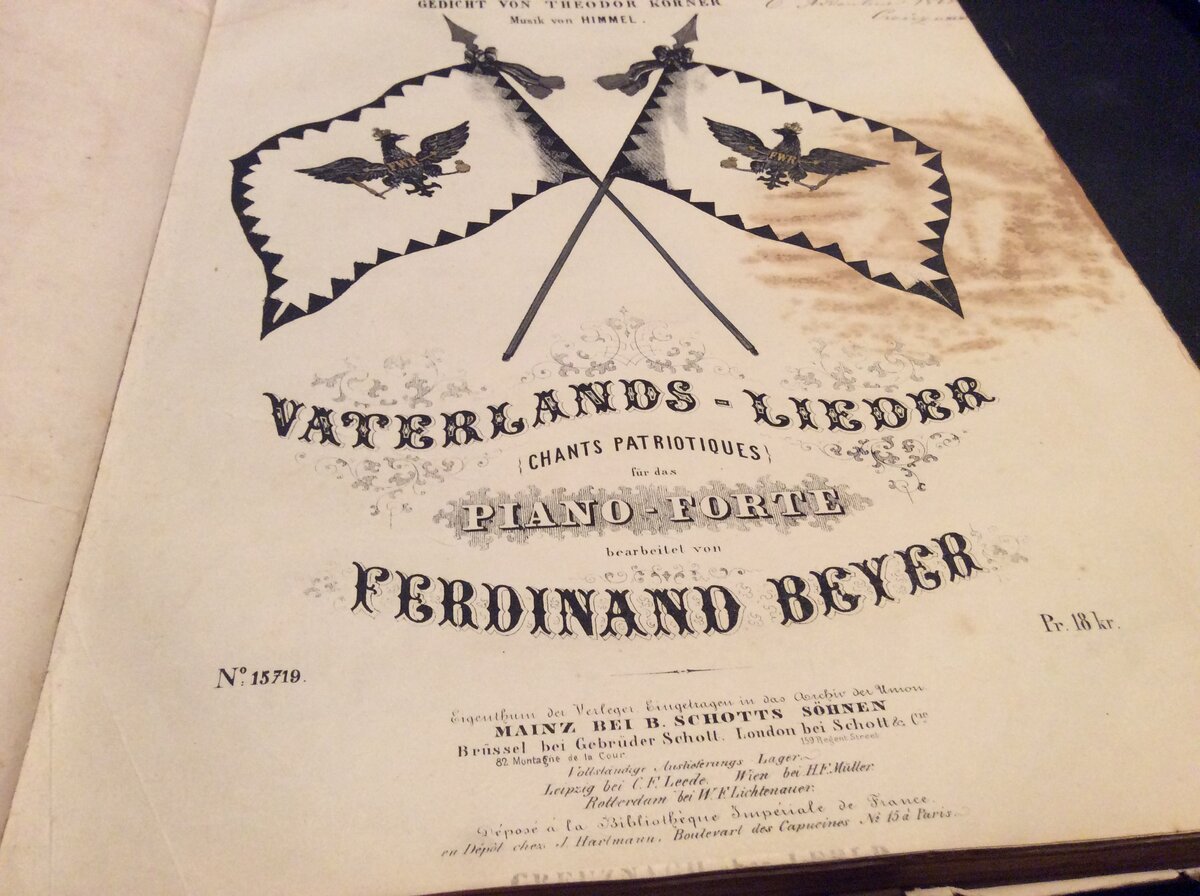 GEDICHT VON THEODOR KÖRNER
Musik von HIMMEL.
FWR
FWR
VATERLANDS-LIEDER
{CHANTS PATRIOTIQUES}
für das
PIANO-FORTE
bearbeitet von
FERDINAND BEYER
Pr. 18 kr.
No. 15719.
Eigenthum der Verleger. Eingetragen in das Archiv der Union.
MAINZ BEI B. SCHOTTS SÖHNEN
Brüssel bei Gebrüder Schott. London bei Schott & Cie
82 Montagne de la Cour 159 Regent Street
Vollständige Auslieferungs Lager.
Leipzig bei C. F. Leede. Wien bei H. F. Müller.
Rotterdam bei W. F. Lichtenauer.
Déposé à la Bibliothèque Impériale de France.
en Dépôt chez J. Hartmann, Boulevart des Capucines No 15 à Paris